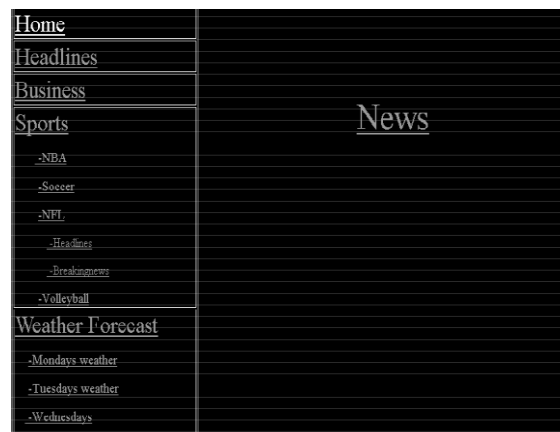 Home
Headlines
Business
Sports
News
-NBA
-Soccer
-NFL
-Headlines
-Breakingnews
-Volleyball
Weather Forecast
-Mondays weather
-Tuesdays weather
-Wednesdays